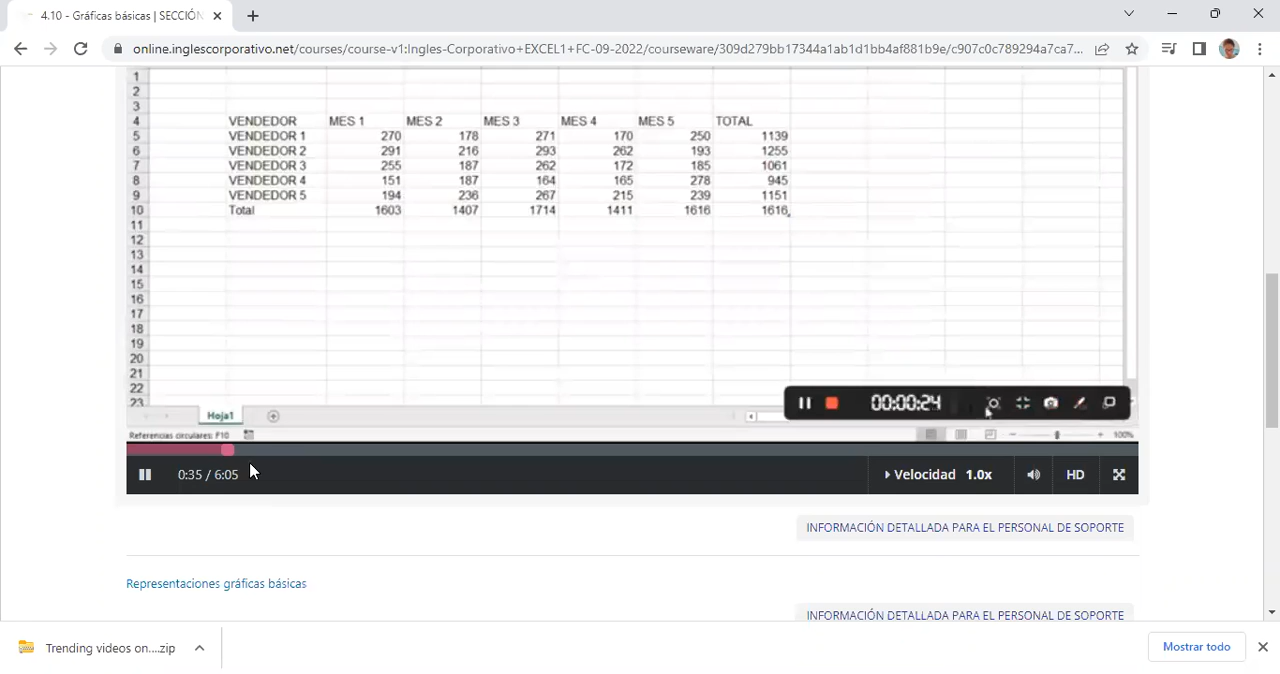 4.10 - Gráficas básicas | SECCIÓN
online.inglescorporativo.net/courses/course-v1:Ingles-Corporativo+EXCEL1+FC-09-2022/courseware/309d279bb17344a1ab1d1bb4af881b9e/c907c0c789294a7ca7...
1
2
3
4 VENDEDOR MES 1 MES 2 MES 3 MES 4 MES 5 TOTAL
5 VENDEDOR 1 270 178 271 170 250 1139
6 VENDEDOR 2 291 216 293 262 193 1255
7 VENDEDOR 3 255 187 262 172 185 1061
8 VENDEDOR 4 151 187 164 165 278 945
9 VENDEDOR 5 194 236 267 215 239 1151
10 Total 1603 1407 1714 1411 1616 1616
11
12
13
14
15
16
17
18
19
20
21
22
23
00:00:24
Hoja1
Referencias circulares: F10 100%
0:35 / 6:05 Velocidad 1.0x HD
INFORMACIÓN DETALLADA PARA EL PERSONAL DE SOPORTE
Representaciones gráficas básicas
INFORMACIÓN DETALLADA PARA EL PERSONAL DE SOPORTE
Trending videos on....zip Mostrar todo